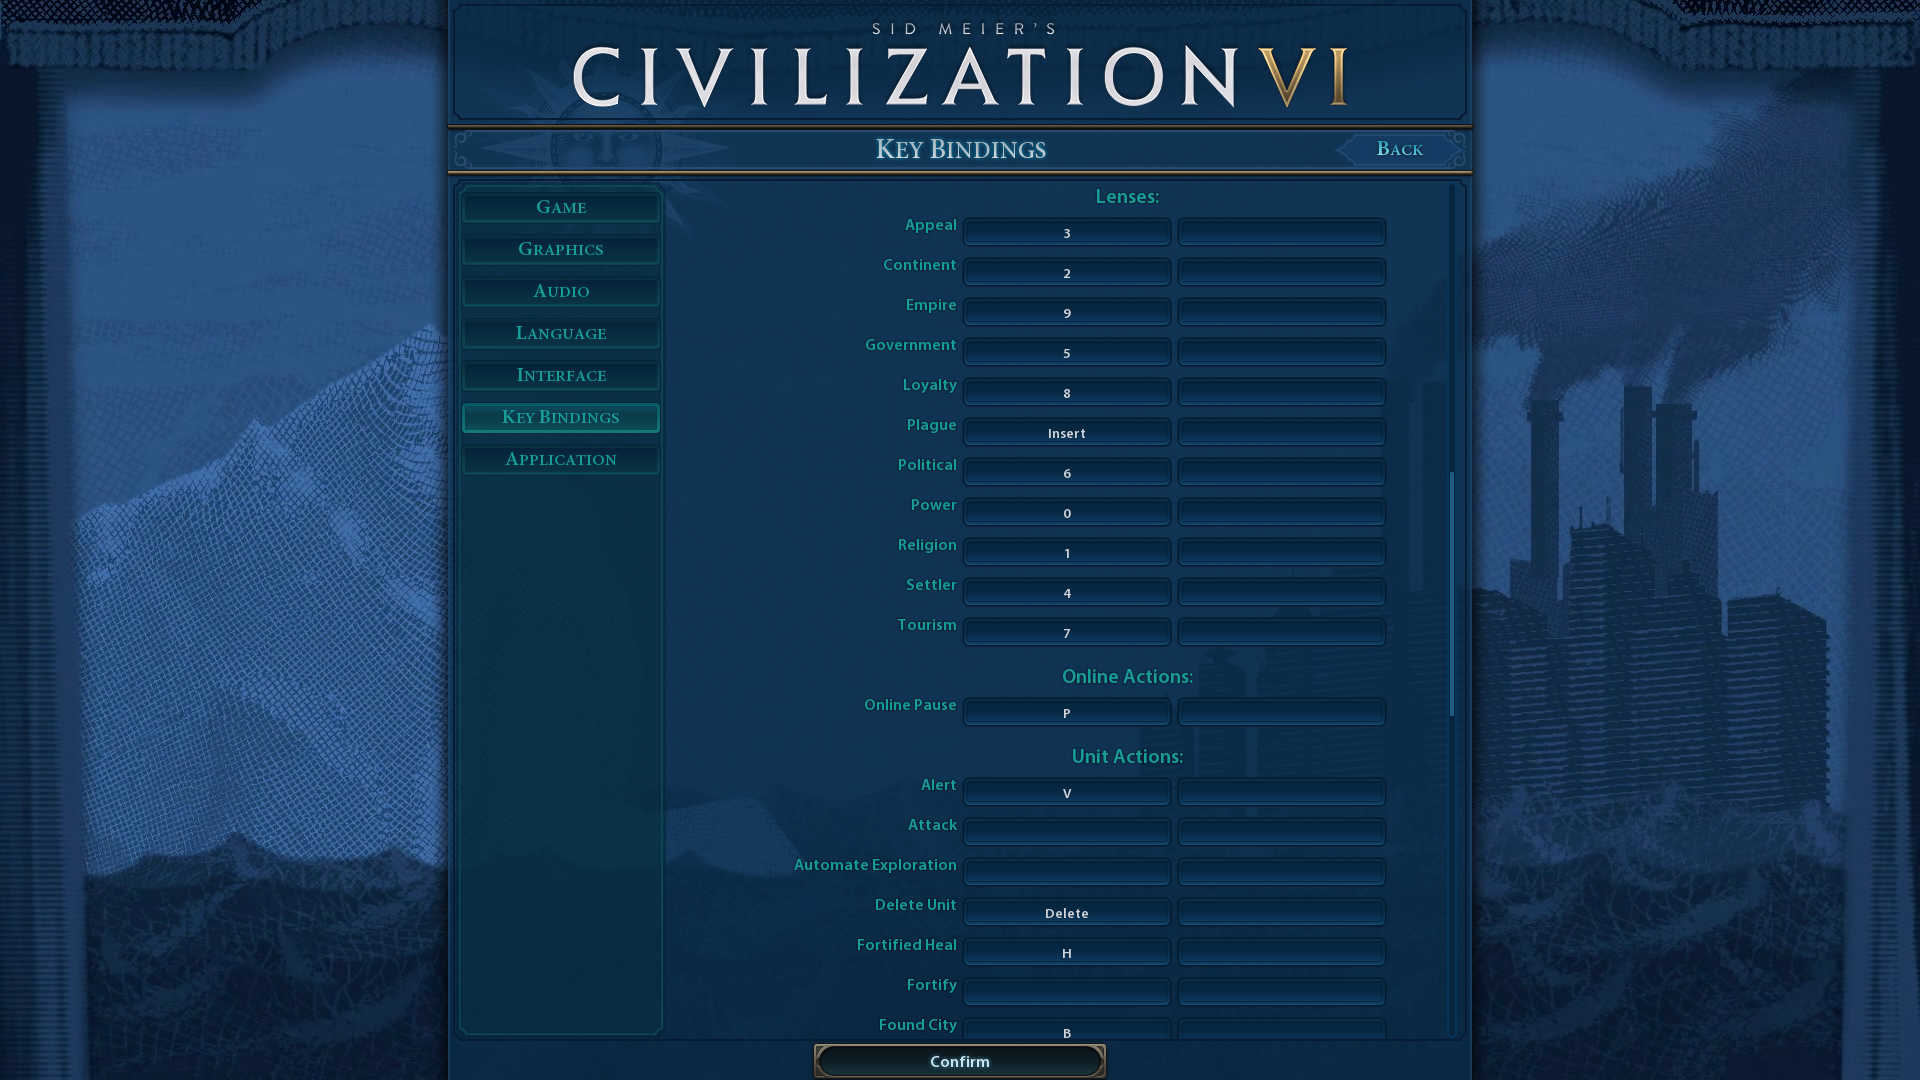 SID MEIER'S
CIVILIZATION VI
KEY BINDINGS
BACK
GAME
GRAPHICS
AUDIO
LANGUAGE
INTERFACE
KEY BINDINGS
APPLICATION
Lenses:
Appeal 3
Continent 2
Empire 9
Government 5
Loyalty 8
Plague Insert
Political 6
Power 0
Religion 1
Settler 4
Tourism 7
Online Actions:
Online Pause P
Unit Actions:
Alert V
Attack
Automate Exploration
Delete Unit Delete
Fortified Heal H
Fortify
Found City B
Confirm